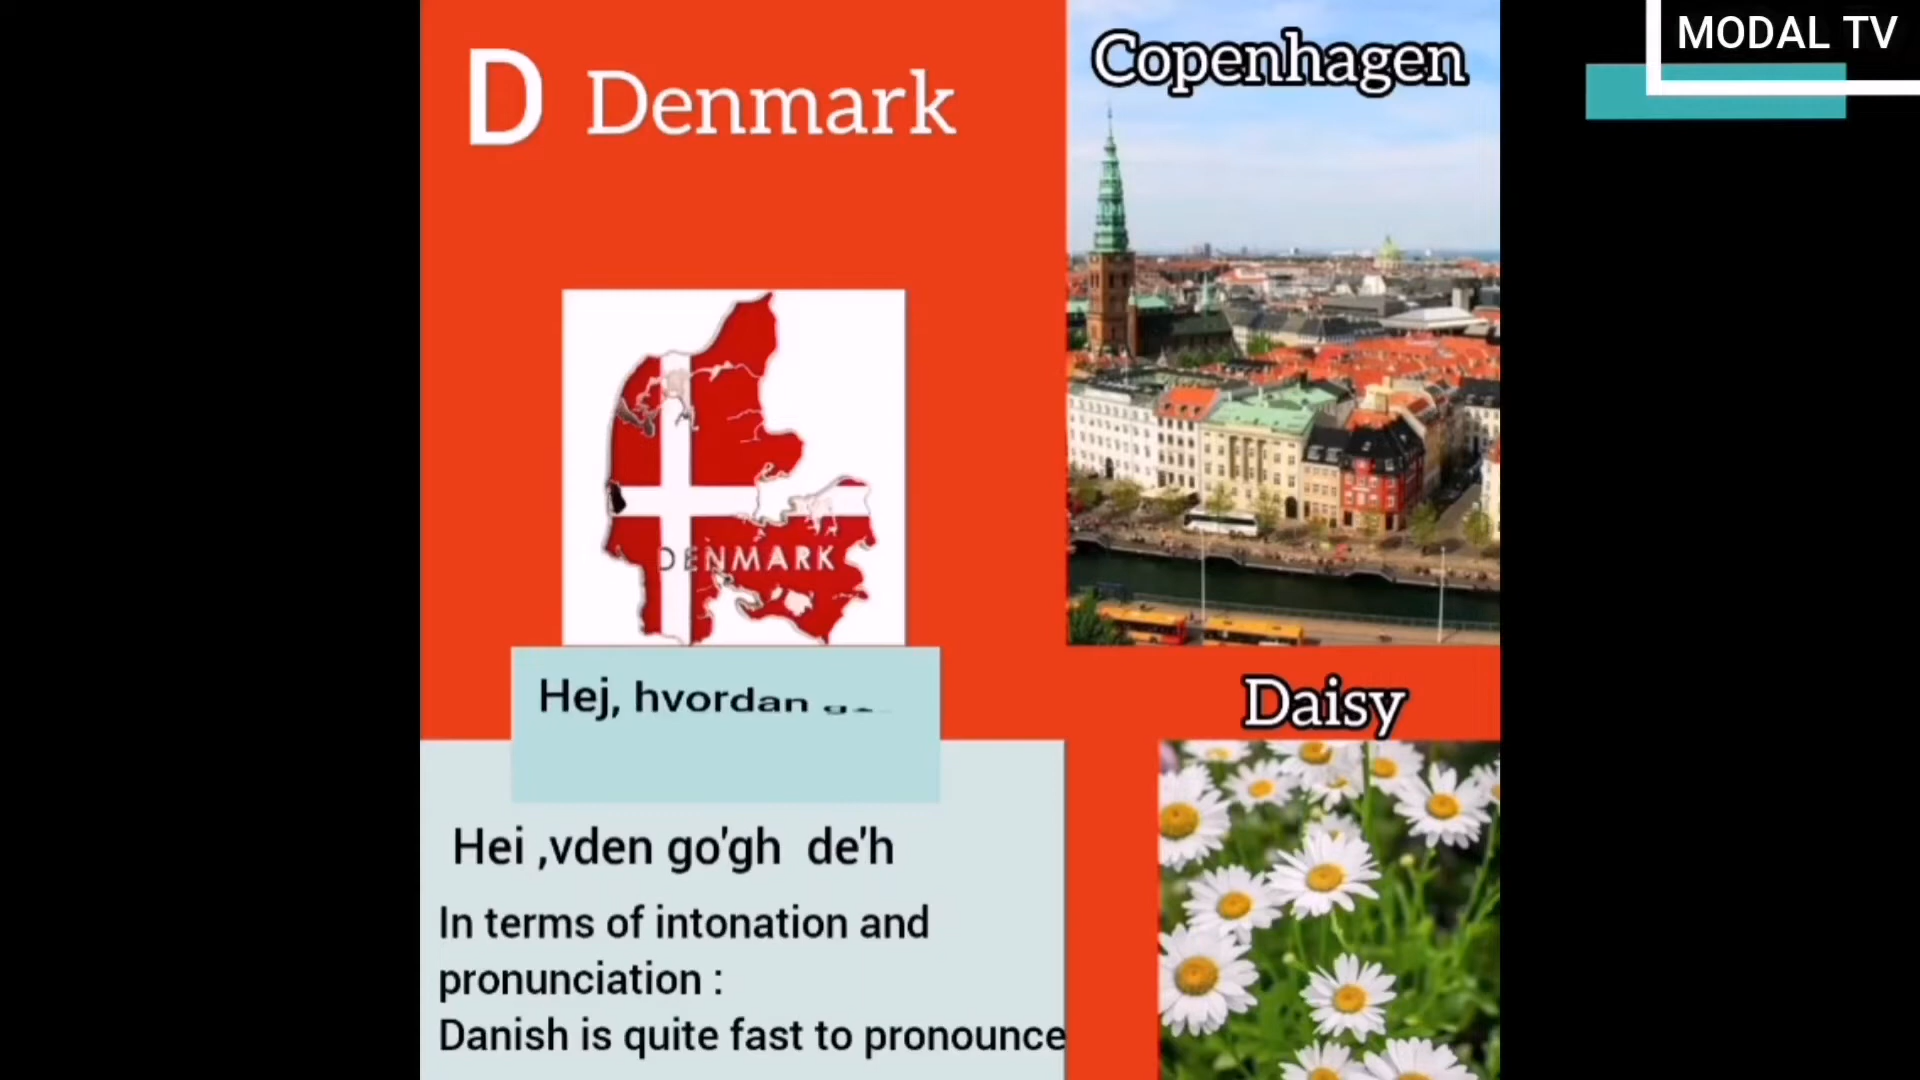 MODAL TV
D Denmark
Copenhagen
DENMARK
Hej, hvordan
Daisy
Hei ,vden go'gh de'h
In terms of intonation and
pronunciation :
Danish is quite fast to pronounce